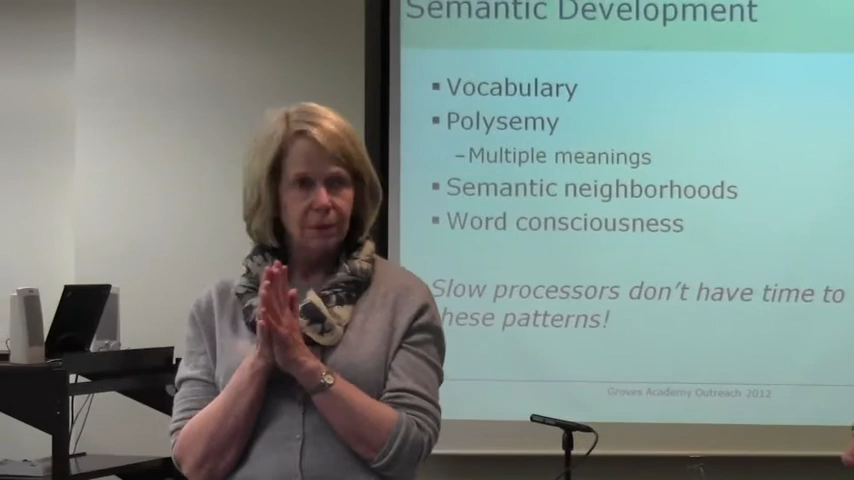 Semantic Development
▪ Vocabulary
▪ Polysemy
–Multiple meanings
▪ Semantic neighborhoods
▪ Word consciousness
Slow processors don't have time to
these patterns!
Groves Academy Outreach 2012